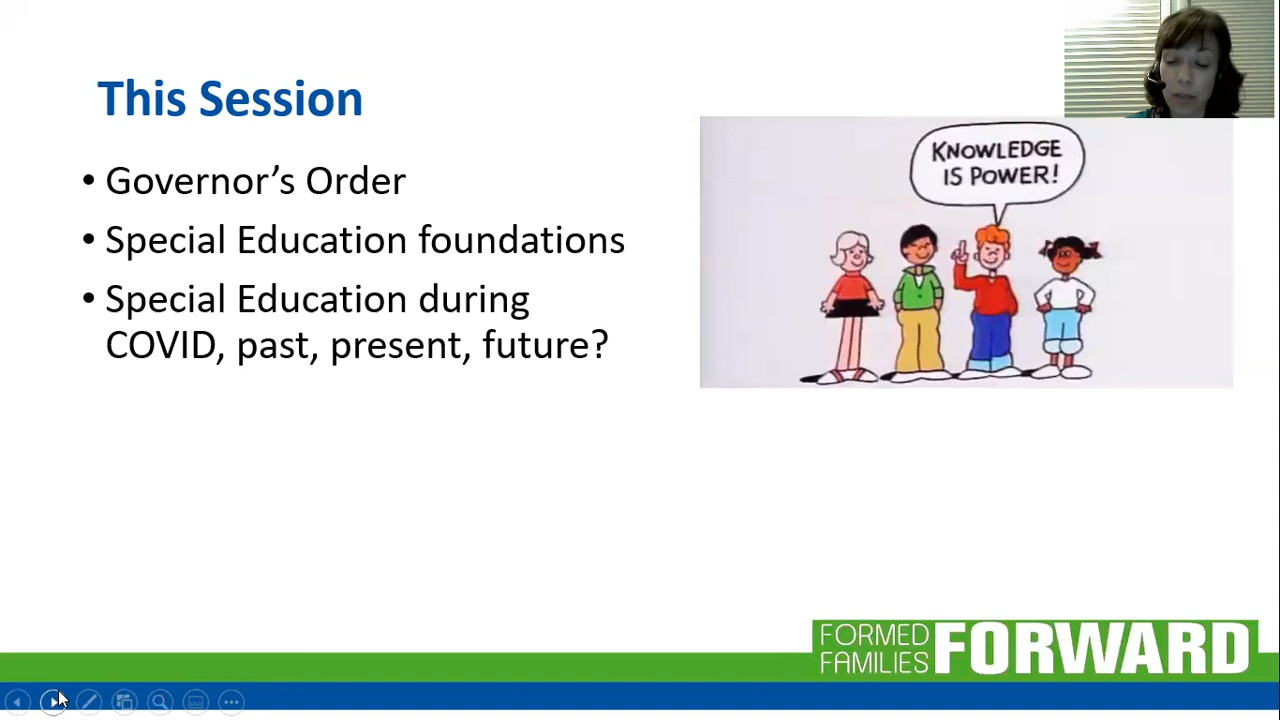 This Session
• Governor's Order
• Special Education foundations
• Special Education during
COVID, past, present, future?
KNOWLEDGE
IS POWER!
FORMED
FAMILIES
FORWARD